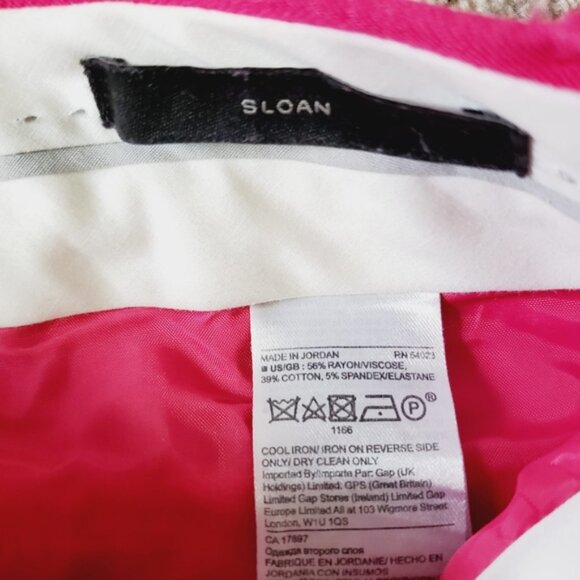 SLOAN
MADE IN JORDAN RN 54023
US/GB : 56% RAYON/VISCOSE,
39% COTTON, 5% SPANDEX/ELASTANE
P
1166
COOL IRON/ IRON ON REVERSE SIDE
ONLY/ DRY CLEAN ONLY
Imported By/Importe Par: Gap (UK
Holdings) Limited, GPS (Great Britain)
Limited Gap Stores (Ireland) Limited Gap
Europe Limited All at 103 Wigmore Street
London, W1U 1QS
CA 17897
Одежда второго слоя
FABRIQUE EN JORDANIE/ HECHO EN
JORDANIA CON INSUMOS